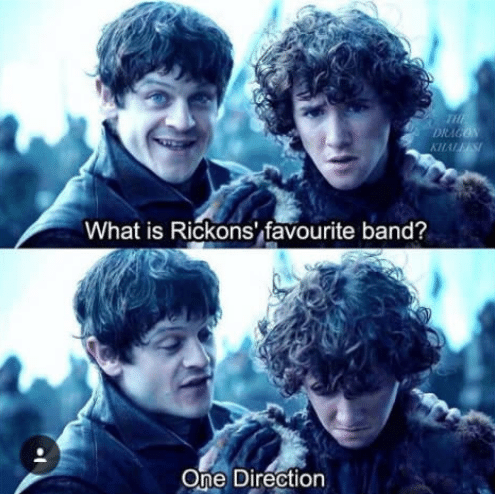 THE
DRAGON
KHALEESI
What is Rickons' favourite band?
One Direction